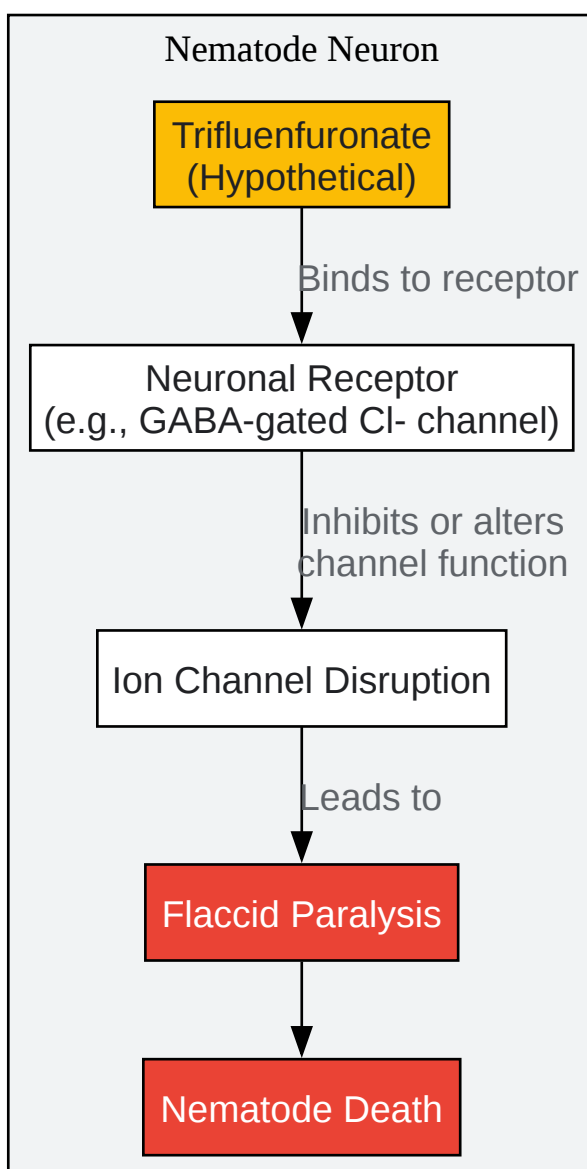 Nematode Neuron
Trifluenfuronate
(Hypothetical)
Binds to receptor
Neuronal Receptor
(e.g., GABA-gated Cl- channel)
Inhibits or alters
channel function
Ion Channel Disruption
Leads to
Flaccid Paralysis
Nematode Death